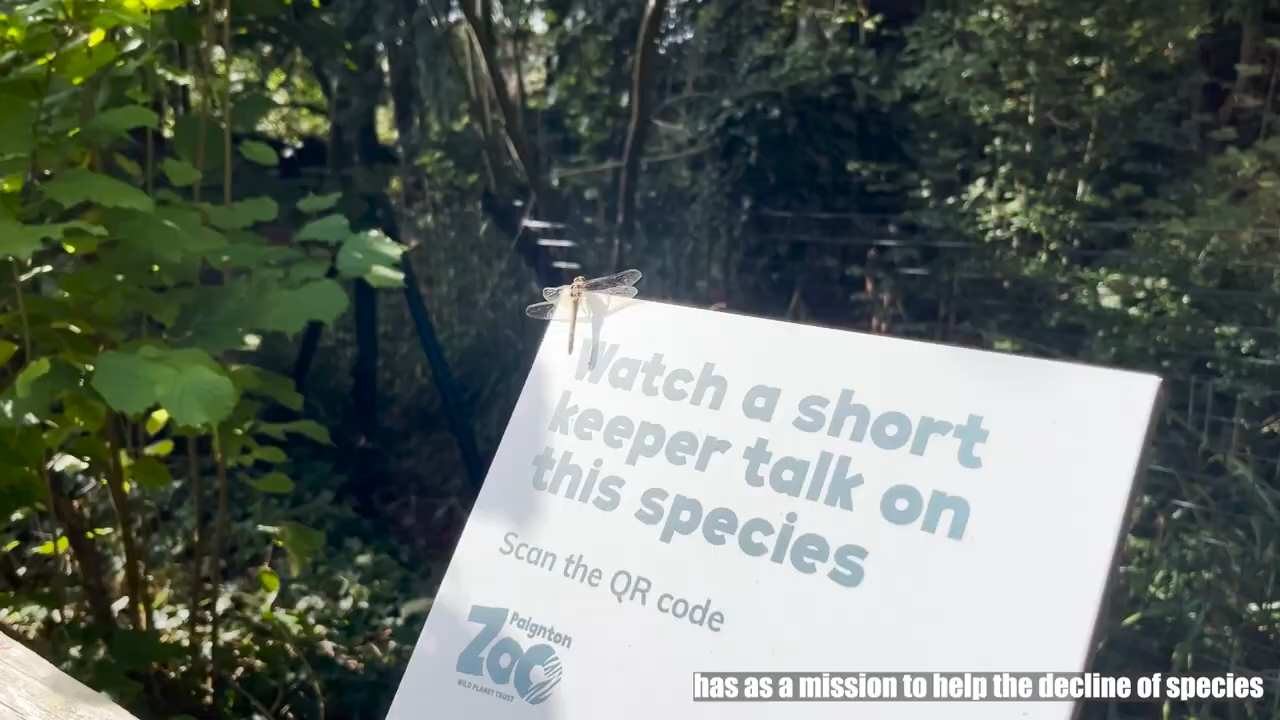 Watch a short
keeper talk on
this species
Scan the QR code
Paignton
Zoo
WILD PLANET TRUST
has as a mission to help the decline of species